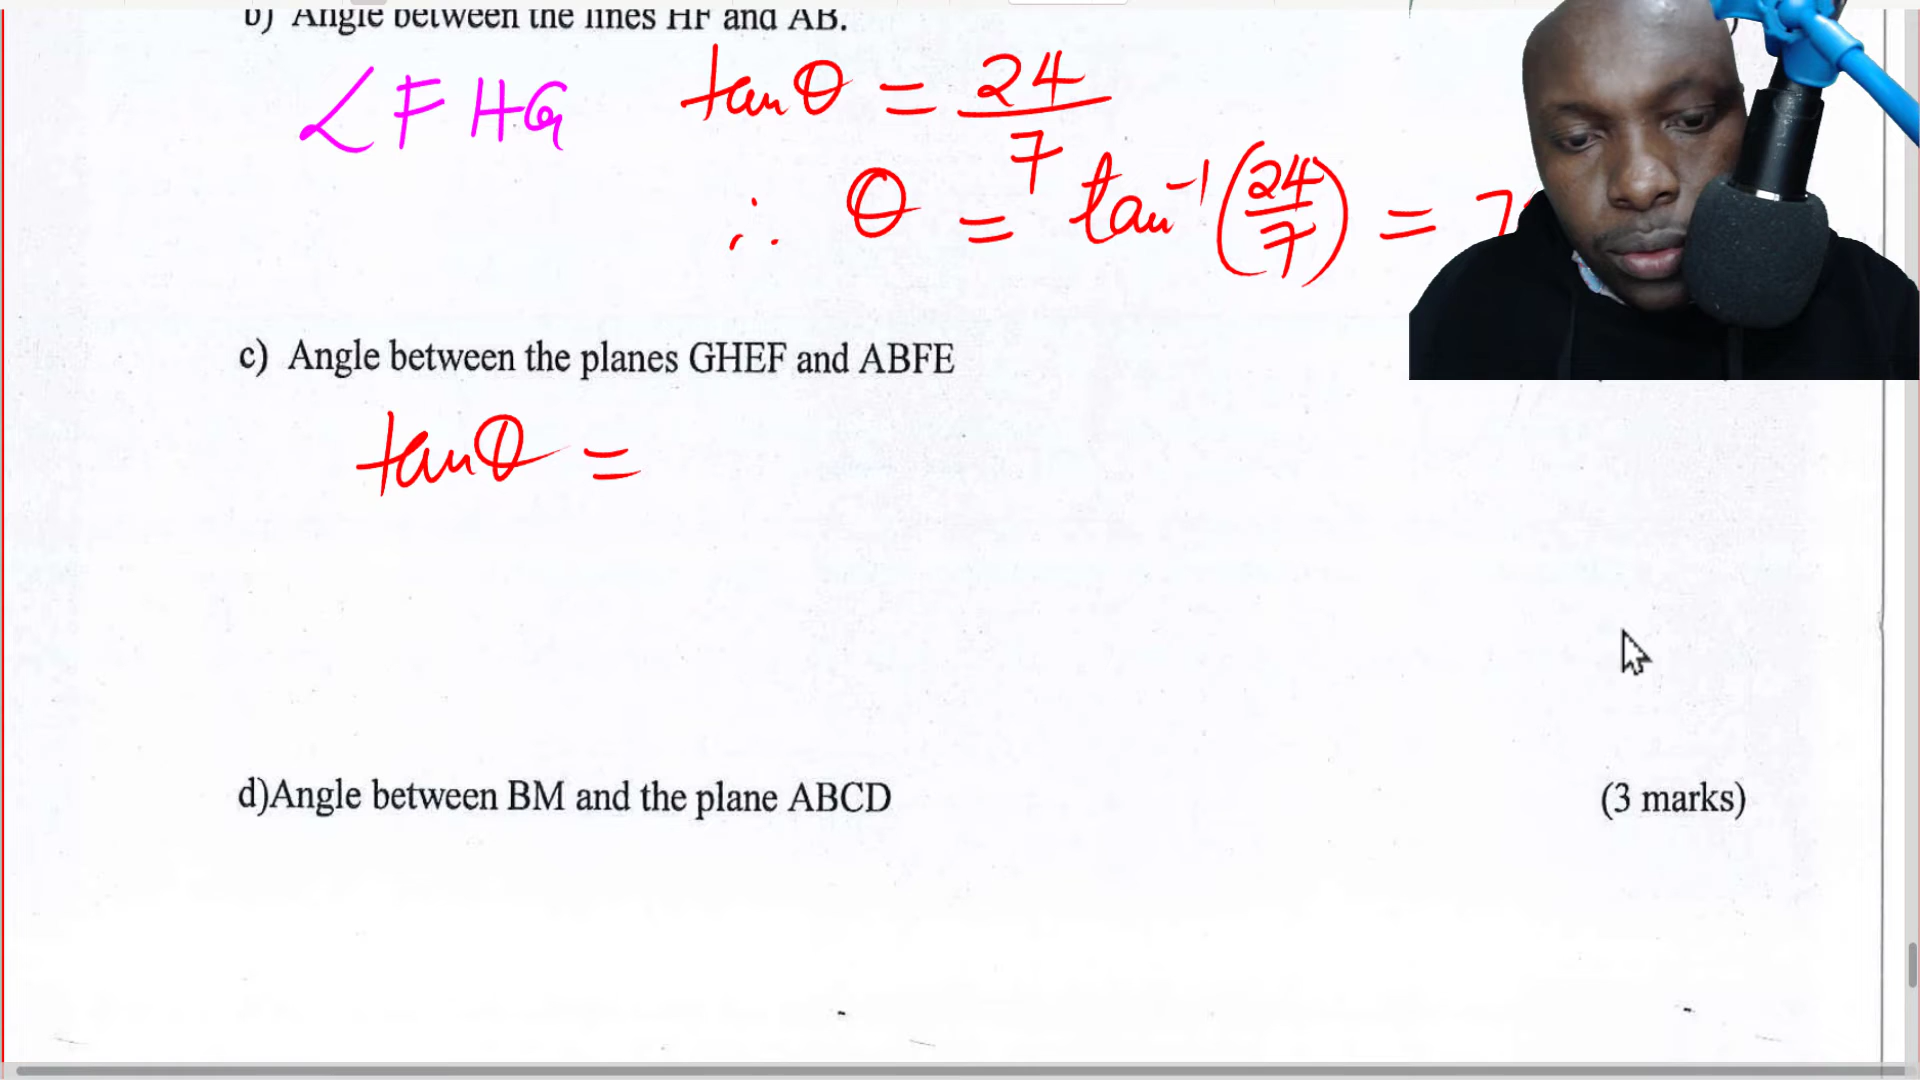 b) Angle between the lines HF and AB.
∠FHG tanθ = 24/7
∴ θ = tan⁻¹(24/7) = 7
c) Angle between the planes GHEF and ABFE
tanθ =
d)Angle between BM and the plane ABCD (3 marks)